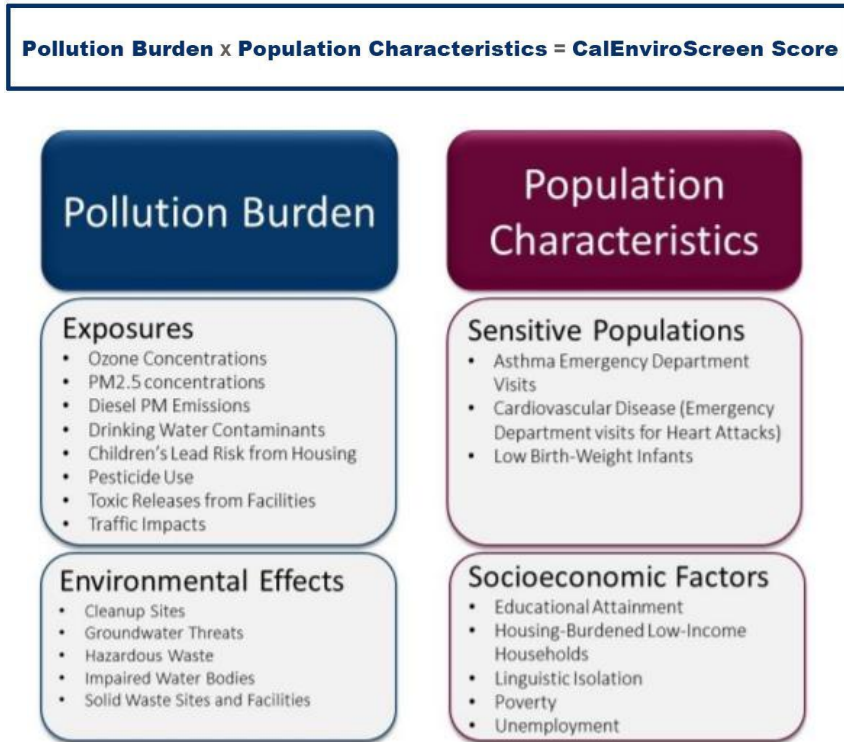 Pollution Burden x Population Characteristics = CalEnviroScreen Score
Pollution Burden
Exposures
• Ozone Concentrations
• PM2.5 concentrations
• Diesel PM Emissions
• Drinking Water Contaminants
• Children's Lead Risk from Housing
• Pesticide Use
• Toxic Releases from Facilities
• Traffic Impacts
Environmental Effects
• Cleanup Sites
• Groundwater Threats
• Hazardous Waste
• Impaired Water Bodies
• Solid Waste Sites and Facilities
Population
Characteristics
Sensitive Populations
• Asthma Emergency Department
Visits
• Cardiovascular Disease (Emergency
Department visits for Heart Attacks)
• Low Birth-Weight Infants
Socioeconomic Factors
• Educational Attainment
• Housing-Burdened Low-Income
Households
• Linguistic Isolation
• Poverty
• Unemployment